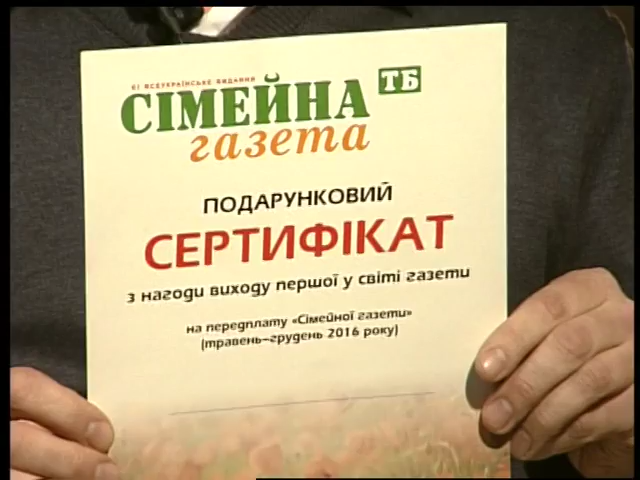 ВСЕУКРАЇНСЬКЕ ВИДАННЯ
СІМЕЙНА ТБ
газета
ПОДАРУНКОВИЙ
СЕРТИФІКАТ
з нагоди виходу першої у світі газети
на передплату «Сімейної газети»
(травень–грудень 2016 року)